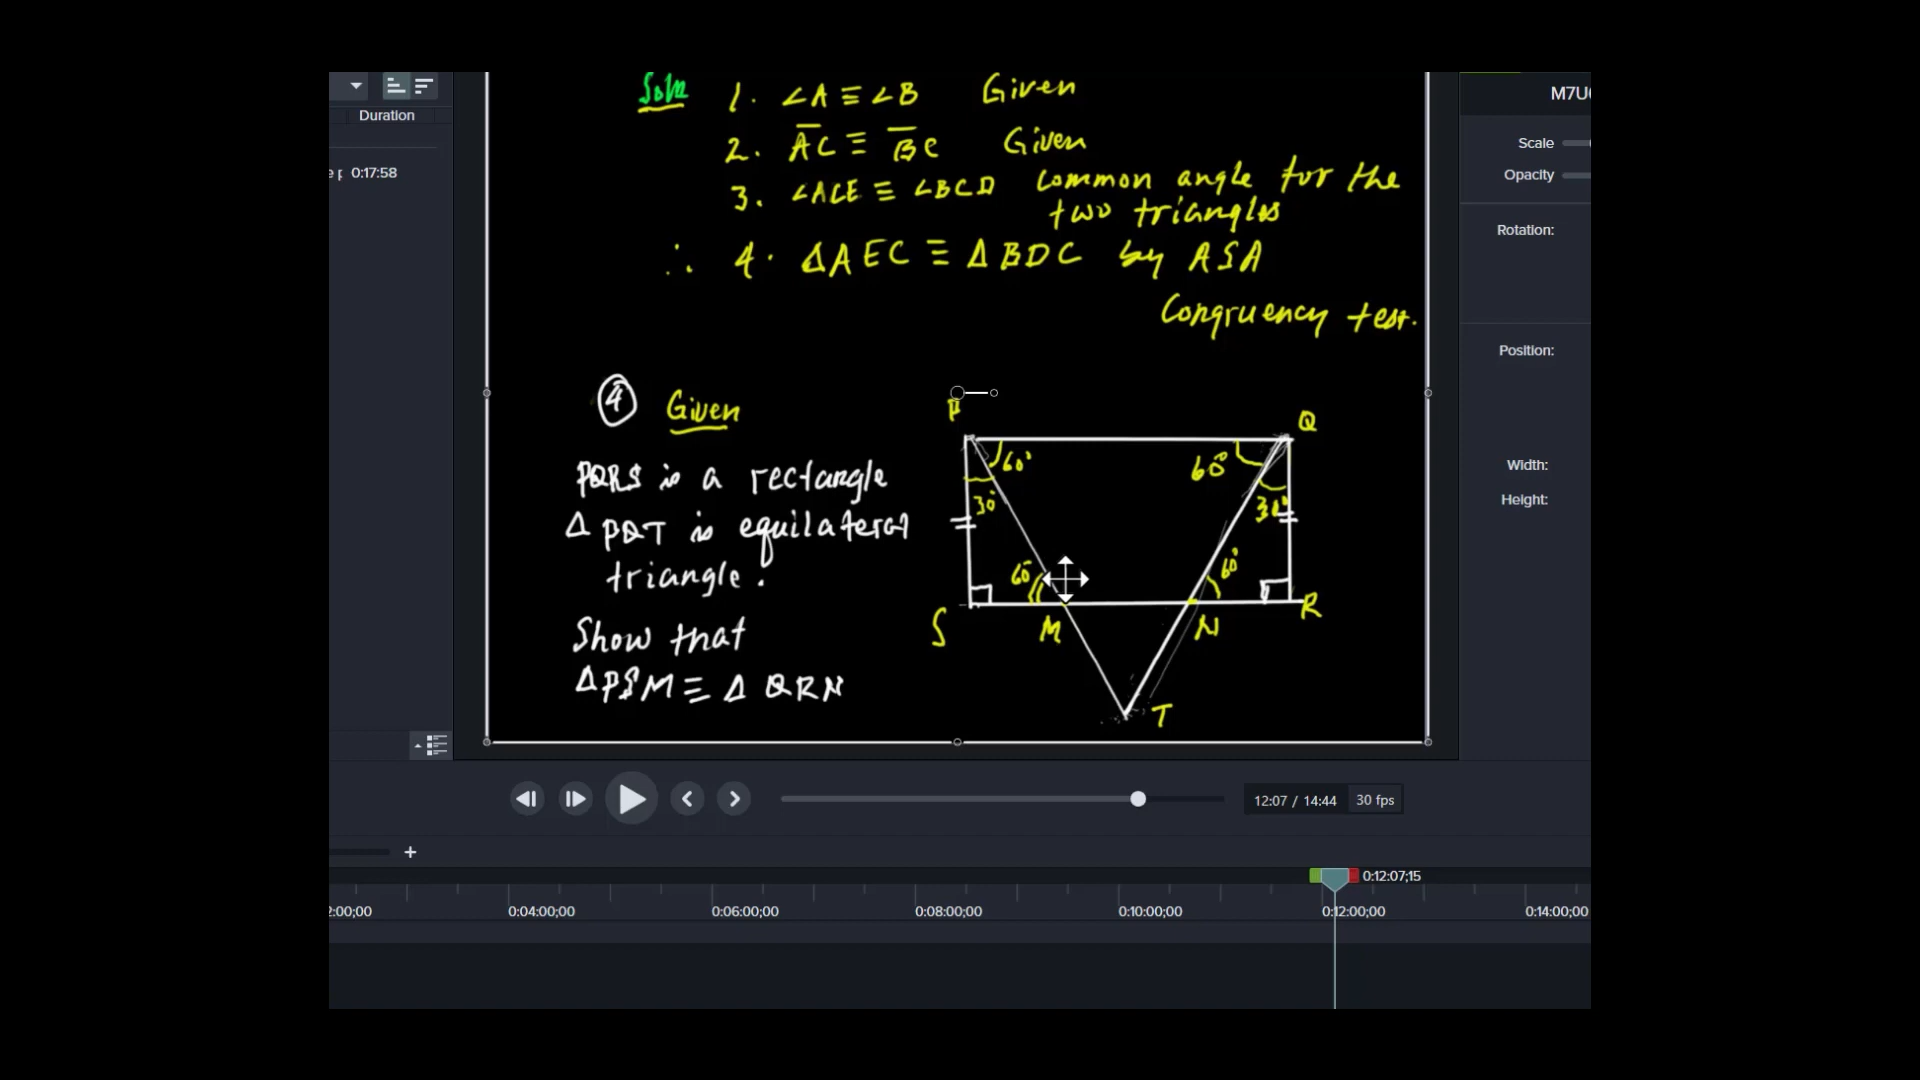 Soln 1. ∠A ≡ ∠B Given
2. A̅C ≡ B̅C Given
3. ∠ACE ≡ ∠BCD Common angle for the
two triangles
∴ 4. ΔAEC ≡ ΔBDC by ASA
Congruency test.
④ Given
PQRS is a rectangle
Δ PQT is equilateral
triangle.
Show that
ΔPSM ≡ Δ QRN
P
Q
60°
60°
30°
30°
60°
60°
S
M
N
R
T
Duration
0:17:58
M7U
Scale
Opacity
Rotation:
Position:
Width:
Height:
12:07 / 14:44 30 fps
+
0:12:07;15
2:00;00
0:04:00;00
0:06:00;00
0:08:00;00
0:10:00;00
0:12:00;00
0:14:00;00